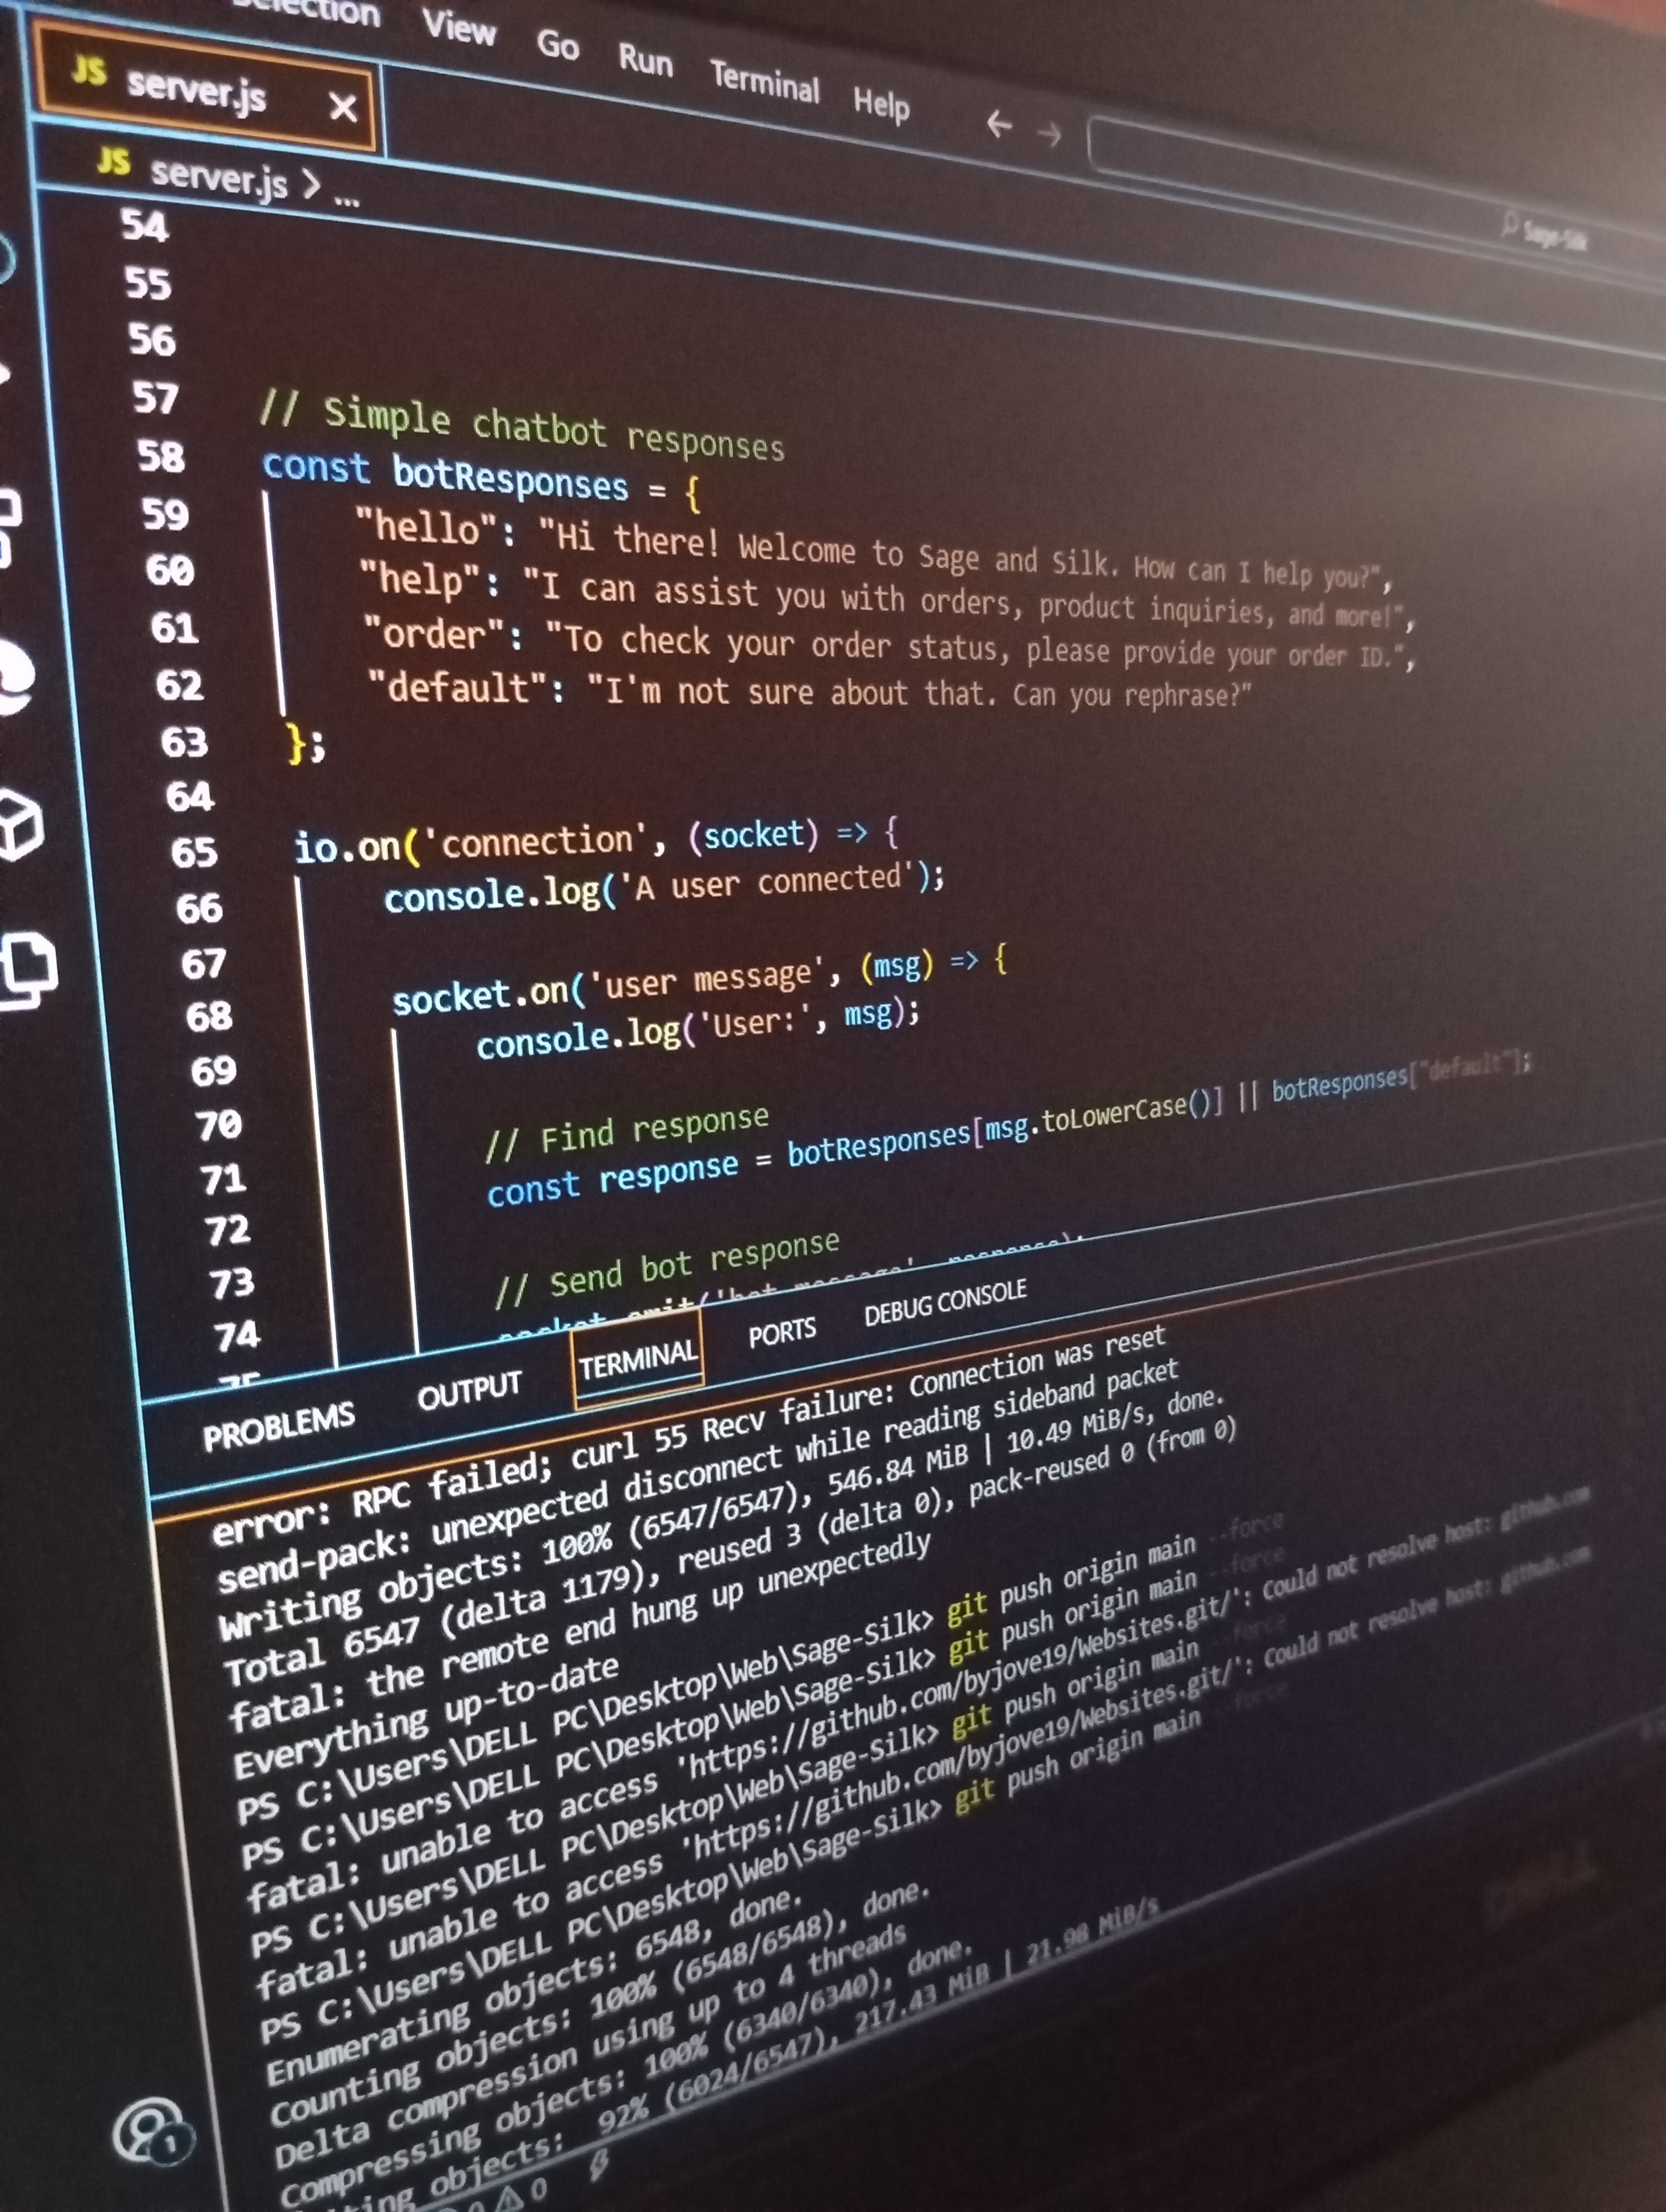 View Go Run Terminal Help ← →
Sage-Silk
JS server.js ×
JS server.js > ...
54
55
56
57 // Simple chatbot responses
58 const botResponses = {
59 "hello": "Hi there! Welcome to Sage and Silk. How can I help you?",
60 "help": "I can assist you with orders, product inquiries, and more!",
61 "order": "To check your order status, please provide your order ID.",
62 "default": "I'm not sure about that. Can you rephrase?"
63 };
64
65 io.on('connection', (socket) => {
66 console.log('A user connected');
67
68 socket.on('user message', (msg) => {
69 console.log('User:', msg);
70
71 // Find response
72 const response = botResponses[msg.toLowerCase()] || botResponses["default"];
73
74 // Send bot response
PROBLEMS OUTPUT TERMINAL PORTS DEBUG CONSOLE
error: RPC failed; curl 55 Recv failure: Connection was reset
send-pack: unexpected disconnect while reading sideband packet
Writing objects: 100% (6547/6547), 546.84 MiB | 10.49 MiB/s, done.
Total 6547 (delta 1179), reused 3 (delta 0), pack-reused 0 (from 0)
fatal: the remote end hung up unexpectedly
Everything up-to-date
PS C:\Users\DELL PC\Desktop\Web\Sage-Silk> git push origin main --force
PS C:\Users\DELL PC\Desktop\Web\Sage-Silk> git push origin main --force
fatal: unable to access 'https://github.com/byjove19/Websites.git/': Could not resolve host: github.com
PS C:\Users\DELL PC\Desktop\Web\Sage-Silk> git push origin main --force
fatal: unable to access 'https://github.com/byjove19/Websites.git/': Could not resolve host: github.com
PS C:\Users\DELL PC\Desktop\Web\Sage-Silk> git push origin main --force
Enumerating objects: 6548, done.
Counting objects: 100% (6548/6548), done.
Delta compression using up to 4 threads
Compressing objects: 100% (6340/6340), done.
objects: 92% (6024/6547), 217.43 MiB | 21.90 MiB/s
1
0